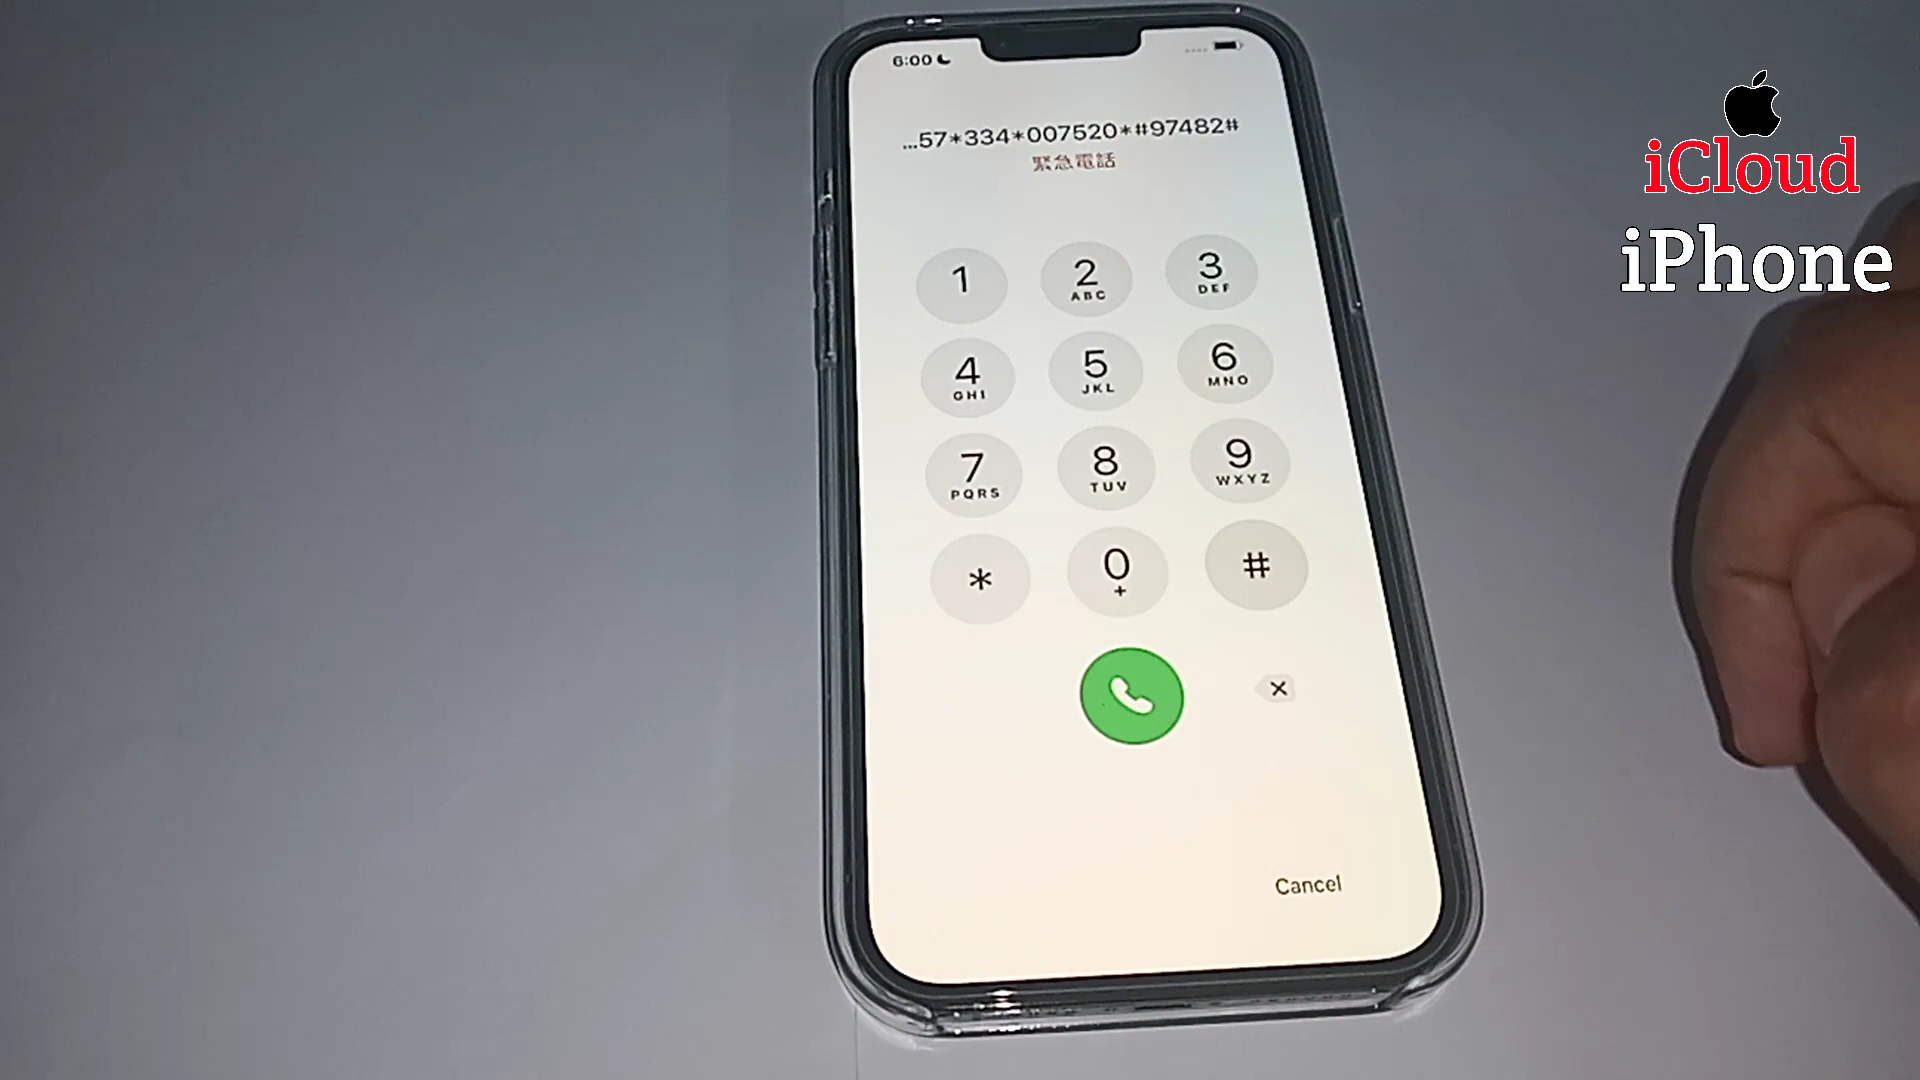 6:00
...57*334*007520*#97482#
緊急電話
1
2
ABC
3
DEF
4
GHI
5
JKL
6
MNO
7
PQRS
8
TUV
9
WXYZ
*
0
+
#
Cancel
iCloud
iPhone